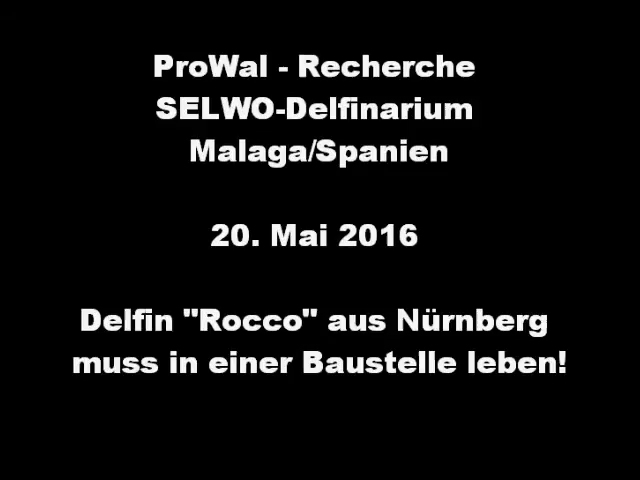 ProWal - Recherche
SELWO-Delfinarium
Malaga/Spanien
20. Mai 2016
Delfin "Rocco" aus Nürnberg
muss in einer Baustelle leben!